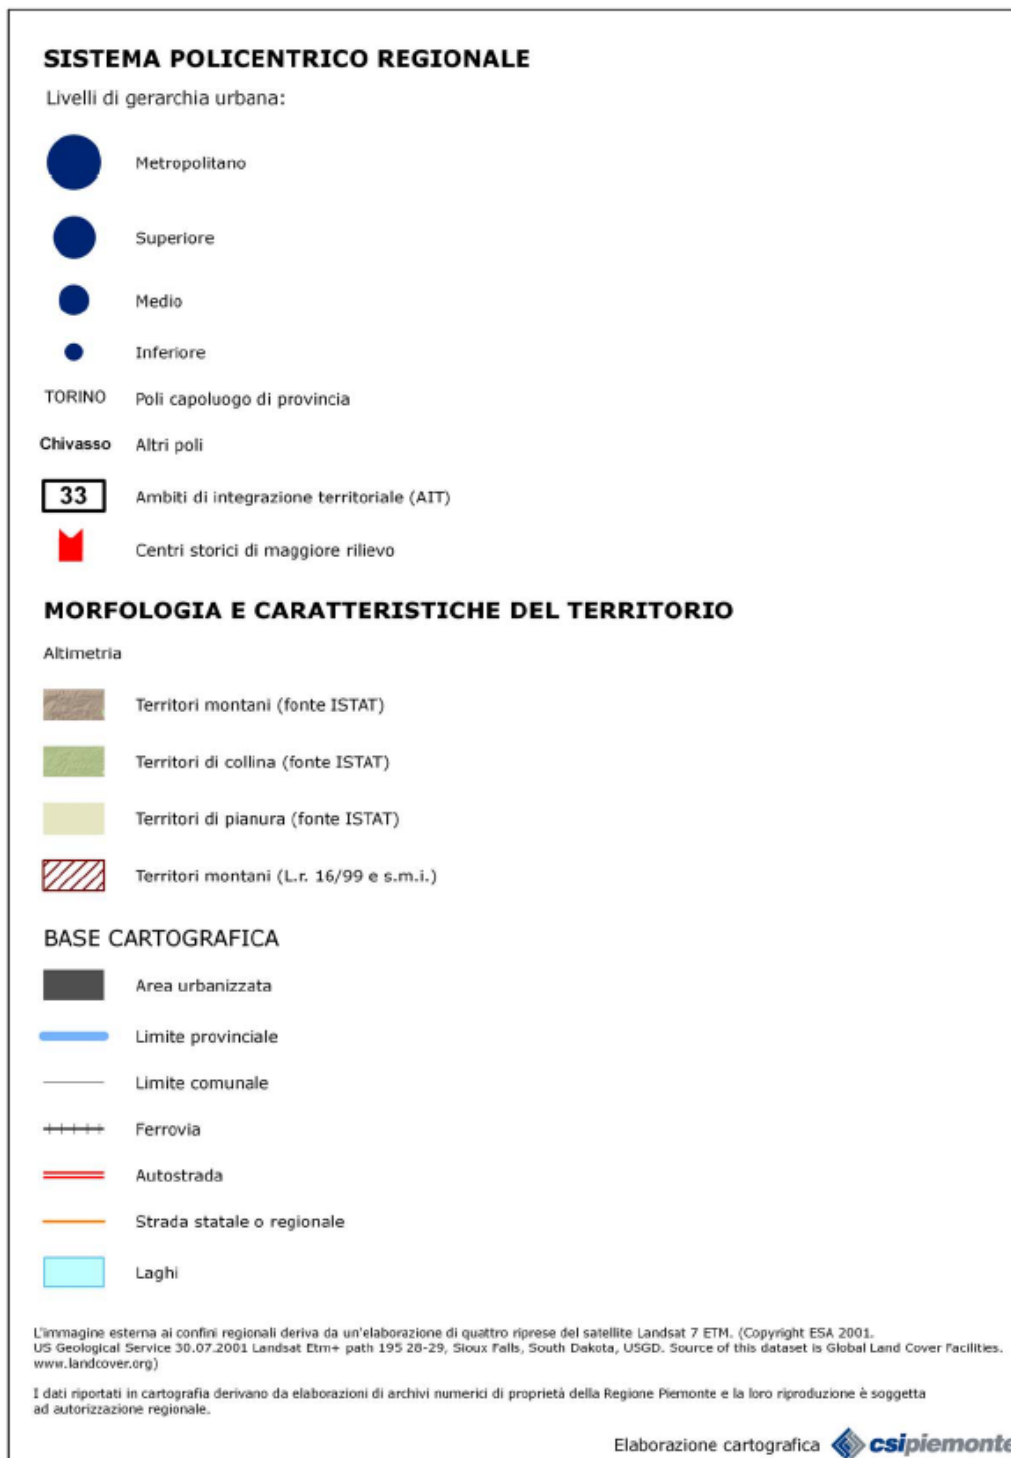 SISTEMA POLICENTRICO REGIONALE
Livelli di gerarchia urbana:
Metropolitano
Superiore
Medio
Inferiore
TORINO Poli capoluogo di provincia
Chivasso Altri poli
33 Ambiti di integrazione territoriale (AIT)
Centri storici di maggiore rilievo
MORFOLOGIA E CARATTERISTICHE DEL TERRITORIO
Altimetria
Territori montani (fonte ISTAT)
Territori di collina (fonte ISTAT)
Territori di pianura (fonte ISTAT)
Territori montani (L.r. 16/99 e s.m.i.)
BASE CARTOGRAFICA
Area urbanizzata
Limite provinciale
Limite comunale
Ferrovia
Autostrada
Strada statale o regionale
Laghi
L'immagine esterna ai confini regionali deriva da un'elaborazione di quattro riprese del satellite Landsat 7 ETM. (Copyright ESA 2001.
US Geological Service 30.07.2001 Landsat Etm+ path 195 28-29, Sioux Falls, South Dakota, USGD. Source of this dataset is Global Land Cover Facilities.
www.landcover.org)
I dati riportati in cartografia derivano da elaborazioni di archivi numerici di proprietà della Regione Piemonte e la loro riproduzione è soggetta
ad autorizzazione regionale.
Elaborazione cartografica csipiemonte